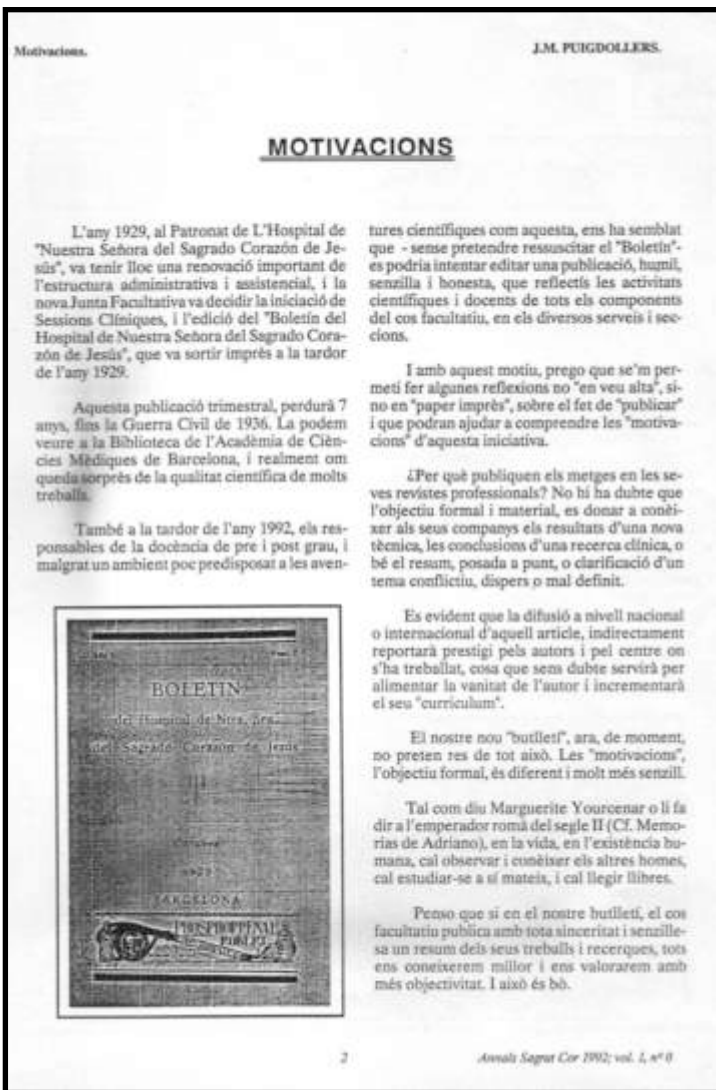 Motivacions.
J.M. PUIGDOLLERS.
MOTIVACIONS
L'any 1929, al Patronat de L'Hospital de
"Nuestra Señora del Sagrado Corazón de Je-
sús", va tenir lloc una renovació important de
l'estructura administrativa i assistencial, i la
nova Junta Facultativa va decidir la iniciació de
Sessions Clíniques, i l'edició del "Boletín del
Hospital de Nuestra Señora del Sagrado Cora-
zón de Jesús", que va sortir imprès a la tardor
de l'any 1929.
Aquesta publicació trimestral, perdurà 7
anys, fins la Guerra Civil de 1936. La podem
veure a la Biblioteca de l'Acadèmia de Cièn-
cies Mèdiques de Barcelona, i realment om
queda sorprès de la qualitat científica de molts
treballs.
També a la tardor de l'any 1992, els res-
ponsables de la docència de pre i post grau, i
malgrat un ambient poc predisposat a les aven-
BOLETIN
del Hospital de Ntra. Sra.
del Sagrado Corazón de Jesús
1929
BARCELONA
PHOSPHORRENAL
ROBERT
tures científiques com aquesta, ens ha semblat
que - sense pretendre ressuscitar el "Boletín"-
es podria intentar editar una publicació, humil,
senzilla i honesta, que reflectís les activitats
científiques i docents de tots els components
del cos facultatiu, en els diversos serveis i sec-
cions.
I amb aquest motiu, prego que se'm per-
meti fer algunes reflexions no "en veu alta", si-
no en "paper imprès", sobre el fet de "publicar"
i que podran ajudar a comprendre les "motiva-
cions" d'aquesta iniciativa.
¿Per què publiquen els metges en les se-
ves revistes professionals? No hi ha dubte que
l'objectiu formal i material, es donar a conèi-
xer als seus companys els resultats d'una nova
tècnica, les conclusions d'una recerca clínica, o
bé el resum, posada a punt, o clarificació d'un
tema conflictiu, dispers o mal definit.
Es evident que la difusió a nivell nacional
o internacional d'aquell article, indirectament
reportarà prestigi pels autors i pel centre on
s'ha treballat, cosa que sens dubte servirà per
alimentar la vanitat de l'autor i incrementarà
el seu "curriculum".
El nostre nou "butlletí", ara, de moment,
no preten res de tot això. Les "motivacions",
l'objectiu formal, és diferent i molt més senzill.
Tal com diu Marguerite Yourcenar o li fa
dir a l'emperador romà del segle II (Cf. Memo-
rias de Adriano), en la vida, en l'existència hu-
mana, cal observar i conèixer els altres homes,
cal estudiar-se a sí mateix, i cal llegir llibres.
Penso que si en el nostre butlletí, el cos
facultatiu publica amb tota sinceritat i senzille-
sa un resum dels seus treballs i recerques, tots
ens coneixerem millor i ens valorarem amb
més objectivitat. I això és bò.
2
Annals Sagrat Cor 1992; vol. 1, nº 0